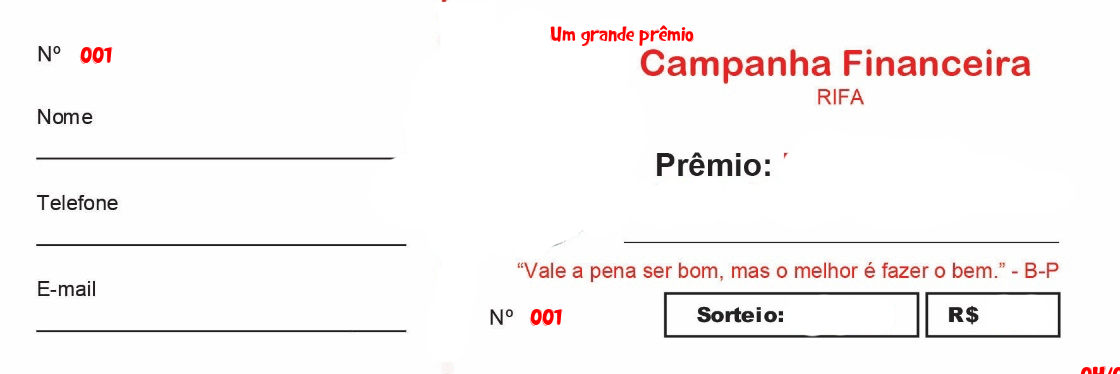 Nº 001
Nome
Telefone
E-mail
Um grande prêmio
Campanha Financeira
RIFA
Prêmio:
“Vale a pena ser bom, mas o melhor é fazer o bem.” - B-P
Nº 001
Sorteio:
R$